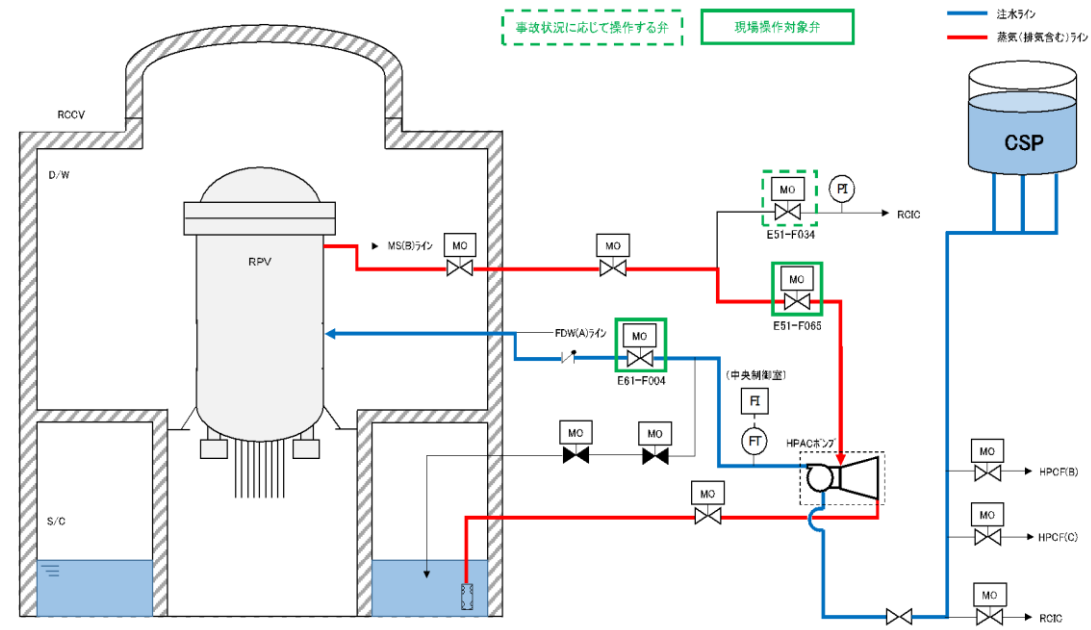 事故状況に応じて操作する弁
現場操作対象弁
注水ライン
蒸気(排気含む)ライン
RCCV
CSP
D/W
MO
PI
RCIC
E51-F034
MS(B)ライン
MO
MO
RPV
MO
E51-F065
FDW(A)ライン
MO
E61-F004
(中央制御室)
FI
FT
HPACポンプ
MO
MO
MO
HPCF(B)
MO
S/C
MO
HPCF(C)
MO
RCIC